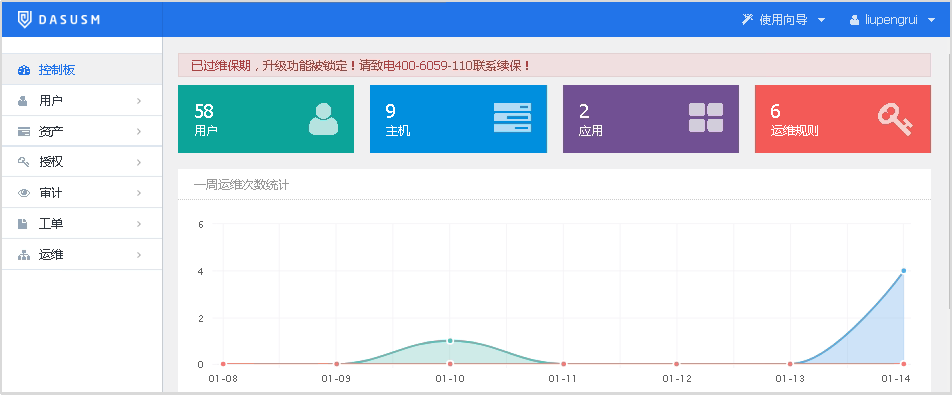 DASUSM
使用向导
liupengrui
控制板
用户
资产
授权
审计
工单
运维
已过维保期，升级功能被锁定！请致电400-6059-110联系续保！
58
用户
9
主机
2
应用
6
运维规则
一周运维次数统计
6
4
2
0
01-08 01-09 01-10 01-11 01-12 01-13 01-14